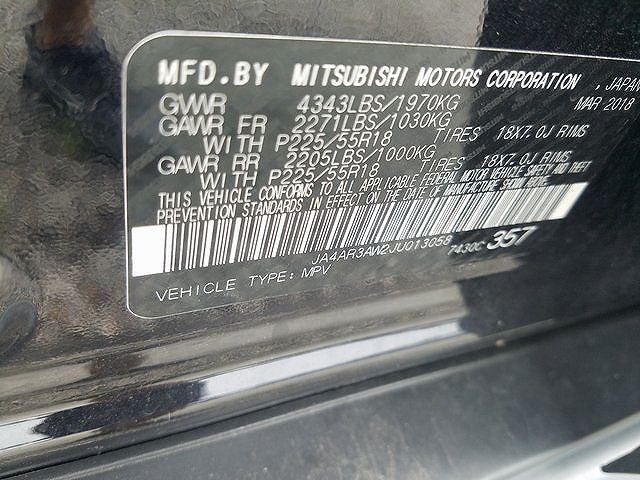 MFD.BY MITSUBISHI MOTORS CORPORATION , JAPAN
GVWR 4343LBS/1970KG MAR 2018
GAWR FR 2271LBS/1030KG
WITH P225/55R18 TIRES 18X7.0J RIMS
GAWR RR 2205LBS/1000KG
WITH P225/55R18 TIRES 18X7.0J RIMS
THIS VEHICLE CONFORMS TO ALL APPLICABLE FEDERAL MOTOR VEHICLE SAFETY AND THEFT
PREVENTION STANDARDS IN EFFECT ON THE DATE OF MANUFACTURE SHOWN ABOVE.
JA4AR3AW2JU013058 7430C 357
VEHICLE TYPE: MPV